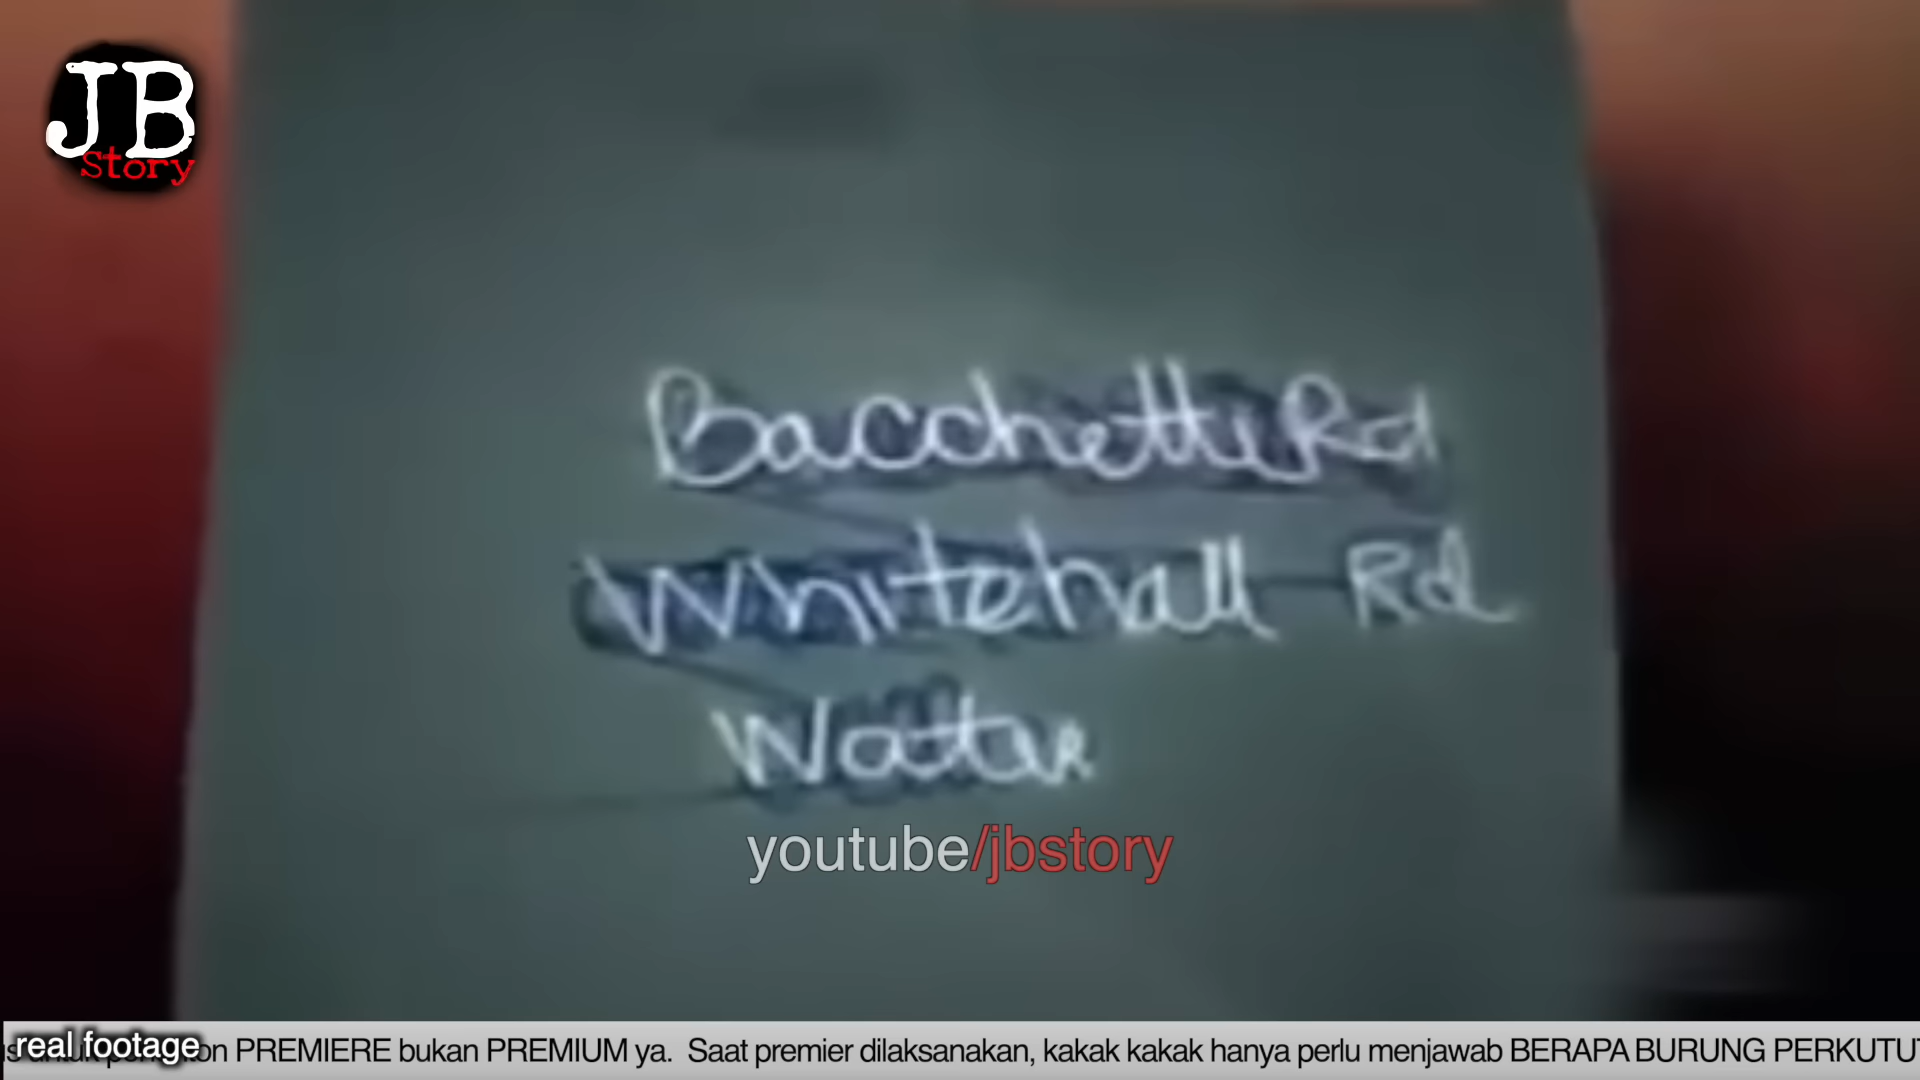 JB
Story
Bacchetti Rd
Whitehall Rd
Water
youtube/jbstory
real footage
on PREMIERE bukan PREMIUM ya. Saat premier dilaksanakan, kakak kakak hanya perlu menjawab BERAPA BURUNG PERKUTUT